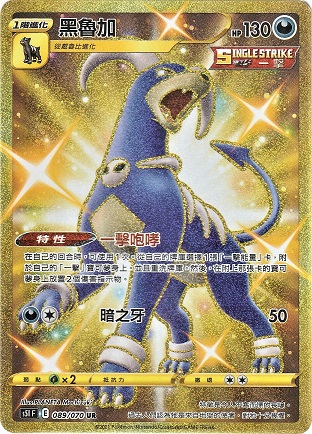 1階進化
黑魯加
HP 130
從戴魯比進化
SINGLE STRIKE
一擊
特性
一擊咆哮
在自己的回合時,可使用1次。從自己的牌庫選擇1張「一擊能量」卡,附
於自己的「一擊」寶可夢身上。並且重洗牌庫。然後,在附上那張卡的寶可
夢身上放置2個傷害指示物。
暗之牙
50
弱點
×2
抵抗力
撤退
s5I F
E
089/070 UR